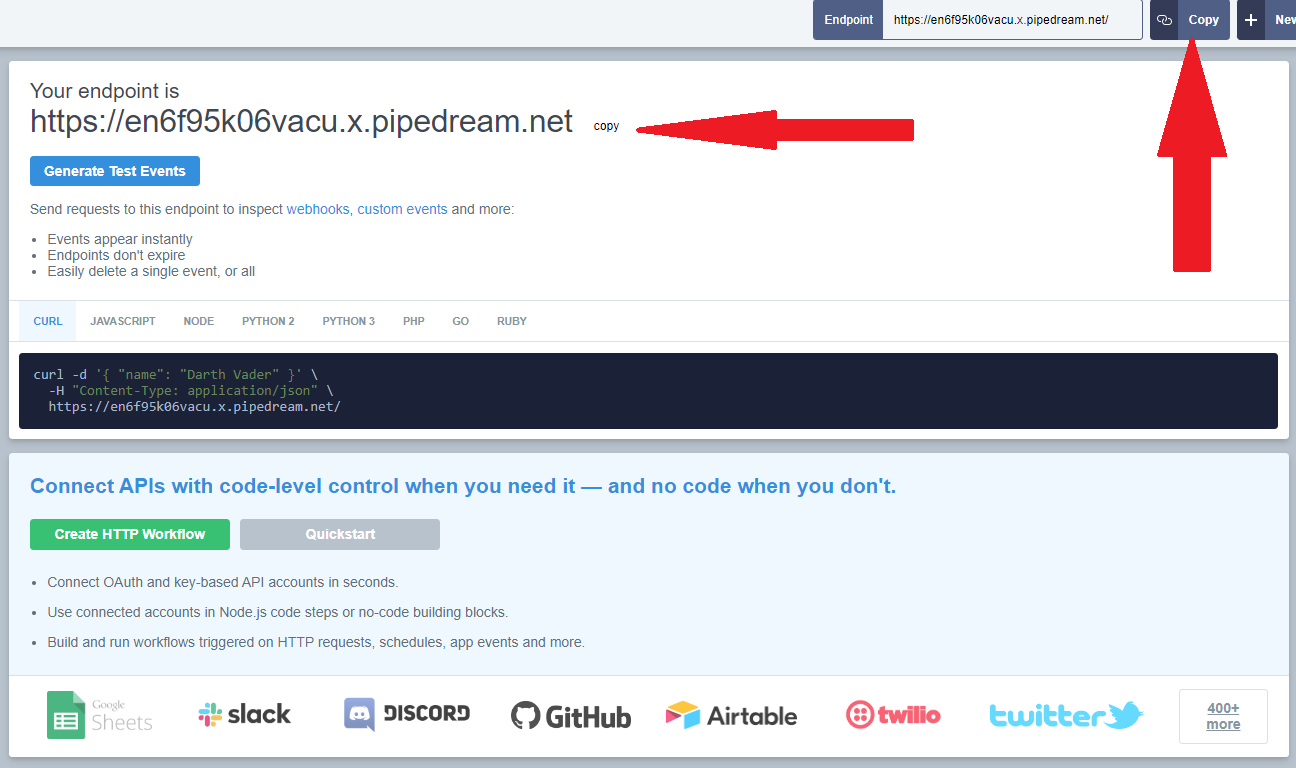 Endpoint https://en6f95k06vacu.x.pipedream.net/ Copy + New
Your endpoint is
https://en6f95k06vacu.x.pipedream.net copy
Generate Test Events
Send requests to this endpoint to inspect webhooks, custom events and more:
Events appear instantly
Endpoints don't expire
Easily delete a single event, or all
CURL JAVASCRIPT NODE PYTHON 2 PYTHON 3 PHP GO RUBY
curl -d '{ "name": "Darth Vader" }' \
-H "Content-Type: application/json" \
https://en6f95k06vacu.x.pipedream.net/
Connect APIs with code-level control when you need it — and no code when you don't.
Create HTTP Workflow Quickstart
Connect OAuth and key-based API accounts in seconds.
Use connected accounts in Node.js code steps or no-code building blocks.
Build and run workflows triggered on HTTP requests, schedules, app events and more.
Google
Sheets slack DISCORD GitHub Airtable twilio twitter
400+
more